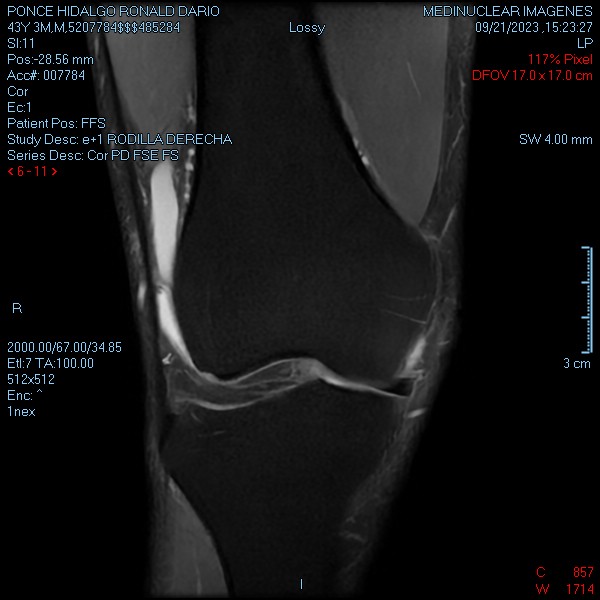 PONCE HIDALGO RONALD DARIO
43Y 3M,M,5207784$$$485284
Sl:11
Pos:-28.56 mm
Acc#: 007784
Cor
Ec:1
Patient Pos: FFS
Study Desc: e+1 RODILLA DERECHA
Series Desc: Cor PD FSE FS
< 6 - 11 >
Lossy
MEDINUCLEAR IMAGENES
09/21/2023 ,15:23:27
LP
117% Pixel
DFOV 17.0 x 17.0 cm
SW 4.00 mm
R
3 cm
2000.00/67.00/34.85
Etl:7 TA:100.00
512x512
Enc: ^
1nex
I
C 857
W 1714